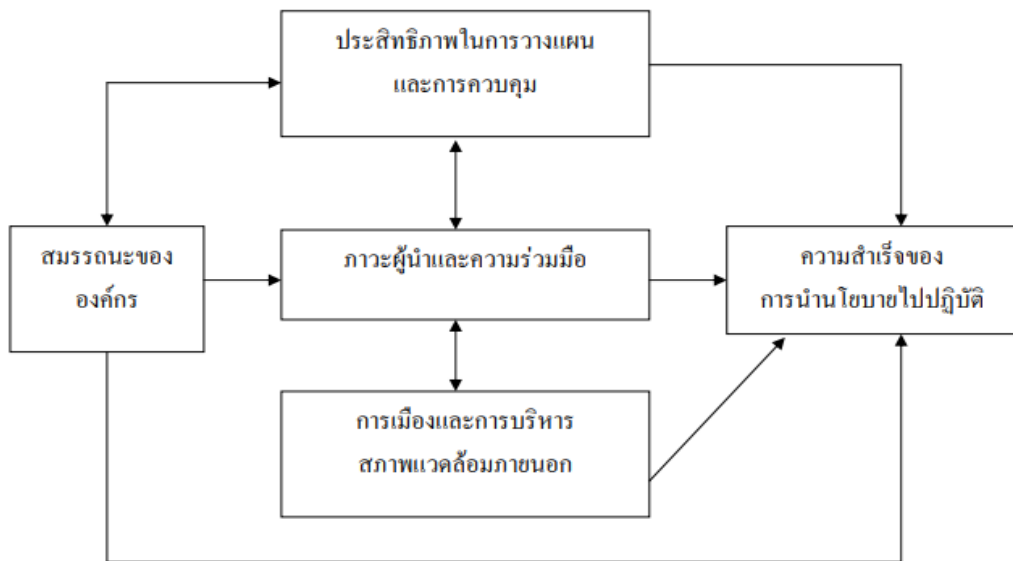 ประสิทธิภาพในการวางแผน
และการควบคุม
สมรรถนะของ
องค์กร
ภาวะผู้นำและความร่วมมือ
ความสำเร็จของ
การนำนโยบายไปปฏิบัติ
การเมืองและการบริหาร
สภาพแวดล้อมภายนอก